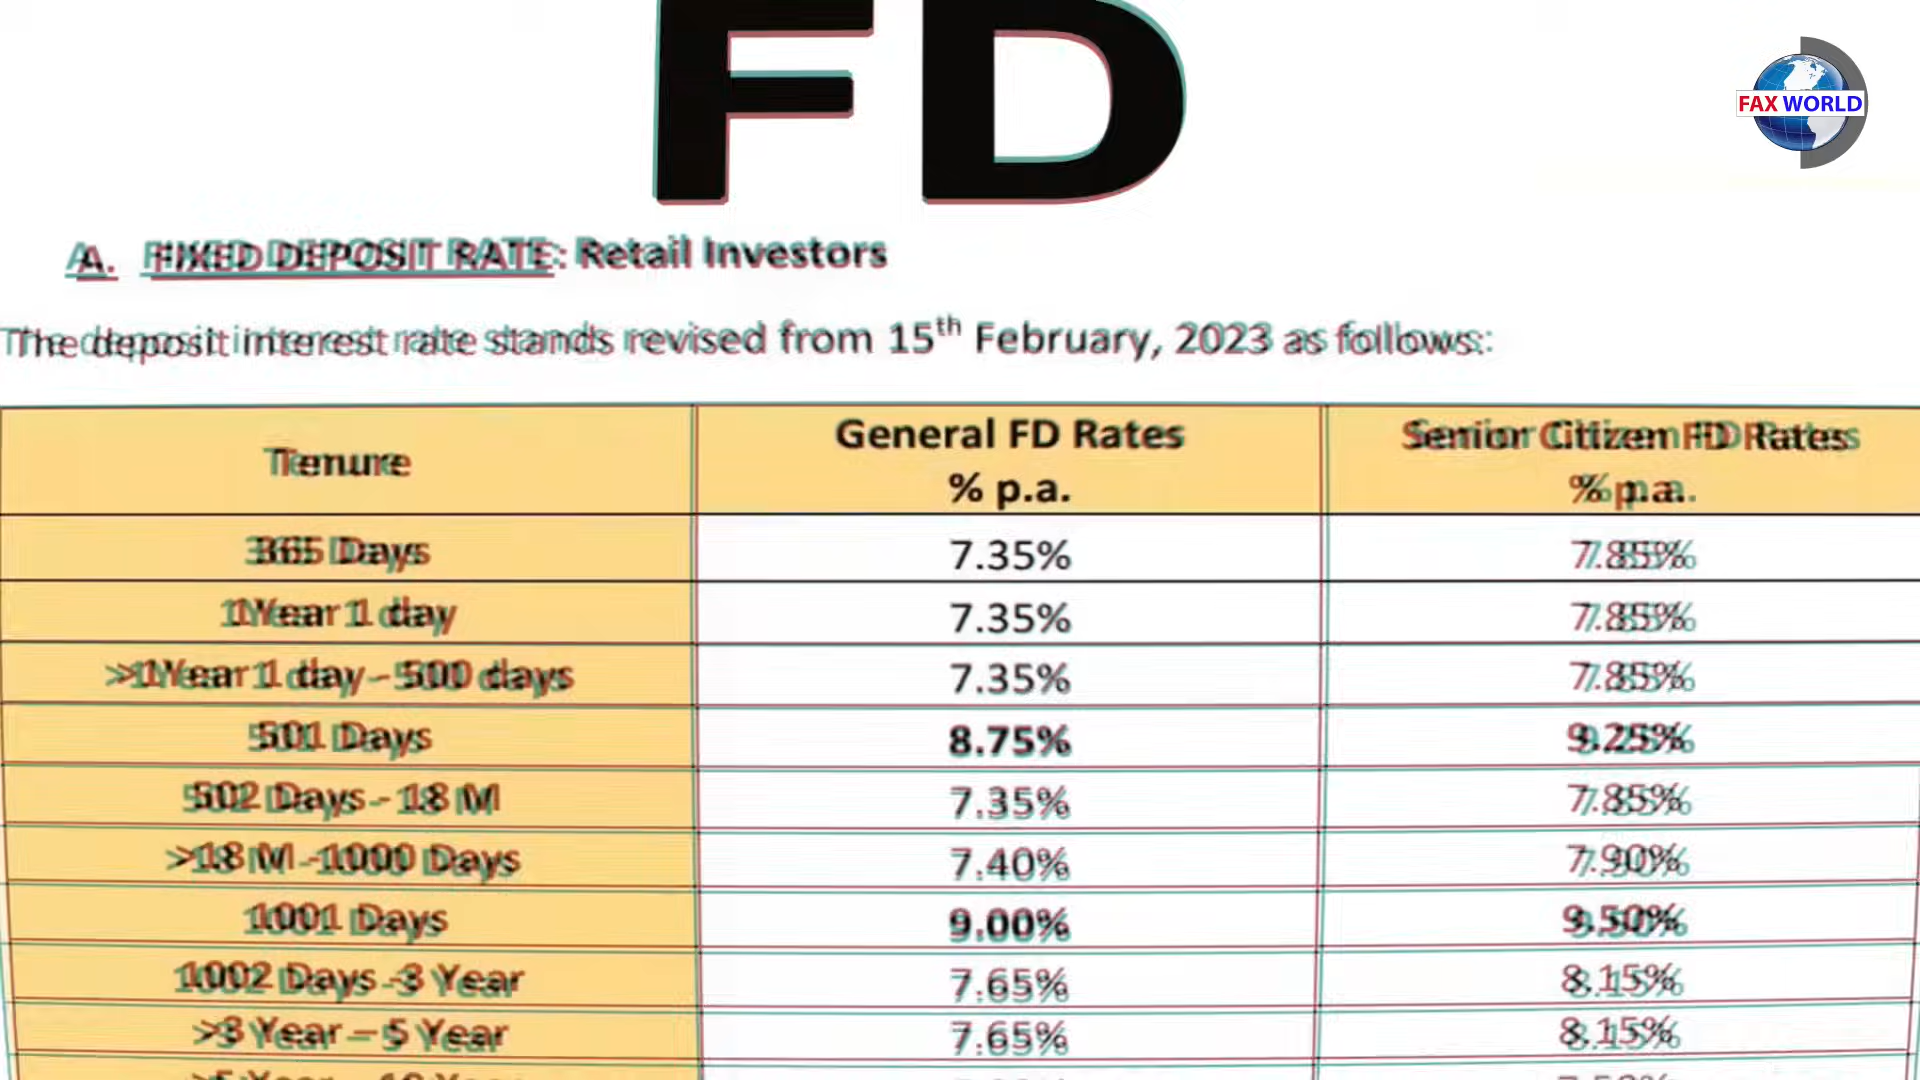 FD
FAX WORLD
A. FIXED DEPOSIT RATE: Retail Investors
The deposit interest rate stands revised from 15th February, 2023 as follows:
Tenure General FD Rates % p.a. Senior Citizen FD Rates % p.a.
365 Days 7.35% 7.85%
1Year 1 day 7.35% 7.85%
>1Year 1 day – 500 days 7.35% 7.85%
501 Days 8.75% 9.25%
502 Days - 18 M 7.35% 7.85%
>18 M -1000 Days 7.40% 7.90%
1001 Days 9.00% 9.50%
1002 Days -3 Year 7.65% 8.15%
>3 Year – 5 Year 7.65% 8.15%